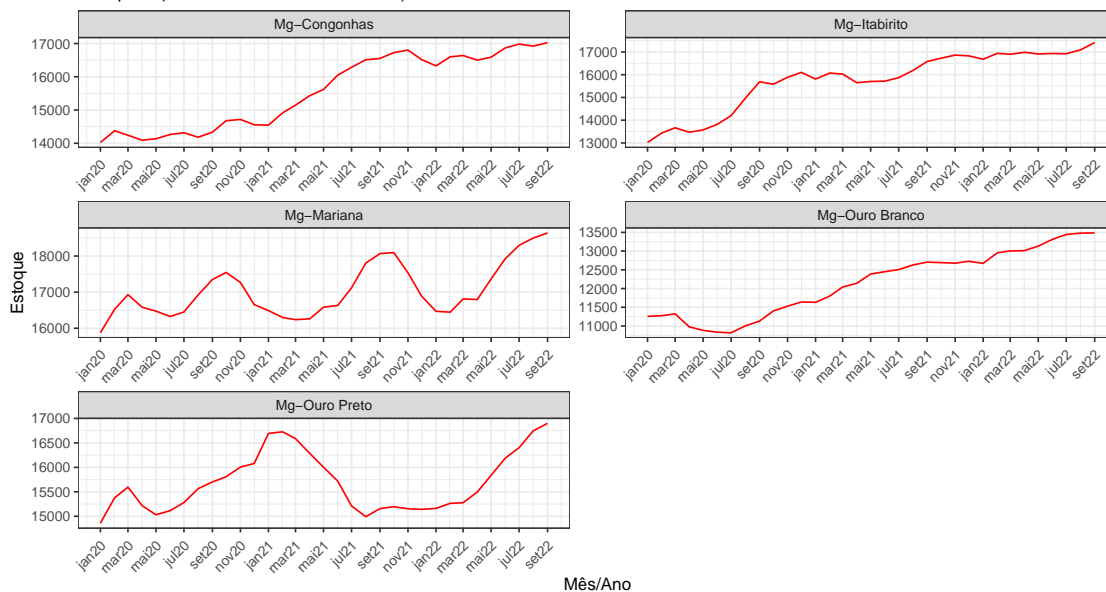 Mg−Congonhas
Mg−Itabirito
17000
16000
15000
14000
jan20 mar20 mai20 jul20 set20 nov20 jan21 mar21 mai21 jul21 set21 nov21 jan22 mar22 mai22 jul22 set22
17000
16000
15000
14000
13000
jan20 mar20 mai20 jul20 set20 nov20 jan21 mar21 mai21 jul21 set21 nov21 jan22 mar22 mai22 jul22 set22
Mg−Mariana
Mg−Ouro Branco
18000
17000
16000
jan20 mar20 mai20 jul20 set20 nov20 jan21 mar21 mai21 jul21 set21 nov21 jan22 mar22 mai22 jul22 set22
13500
13000
12500
12000
11500
11000
jan20 mar20 mai20 jul20 set20 nov20 jan21 mar21 mai21 jul21 set21 nov21 jan22 mar22 mai22 jul22 set22
Mg−Ouro Preto
17000
16500
16000
15500
15000
jan20 mar20 mai20 jul20 set20 nov20 jan21 mar21 mai21 jul21 set21 nov21 jan22 mar22 mai22 jul22 set22
Estoque
Mês/Ano